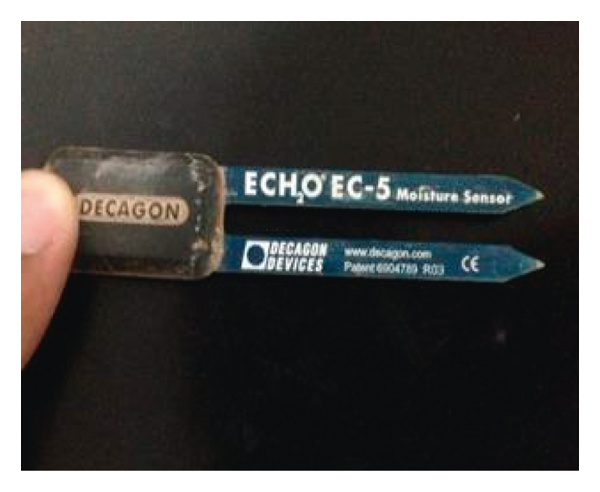 DECAGON
ECH₂O® EC-5 Moisture Sensor
DECAGON
DEVICES
www.decagon.com
Patent 6904789 R03
CE